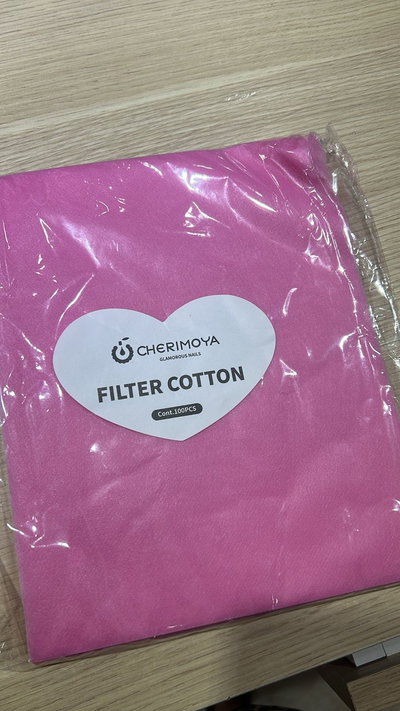 CHERIMOYA
GLAMOROUS NAILS
FILTER COTTON
Cont.100PCS